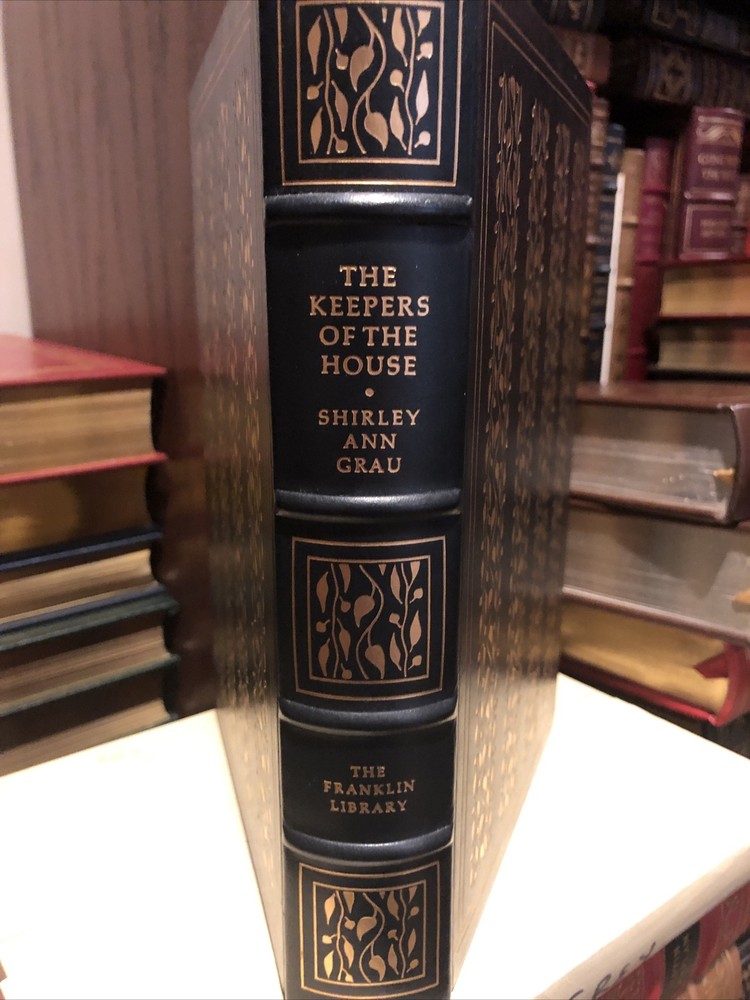 THE
KEEPERS
OF THE
HOUSE
SHIRLEY
ANN
GRAU
THE
FRANKLIN
LIBRARY